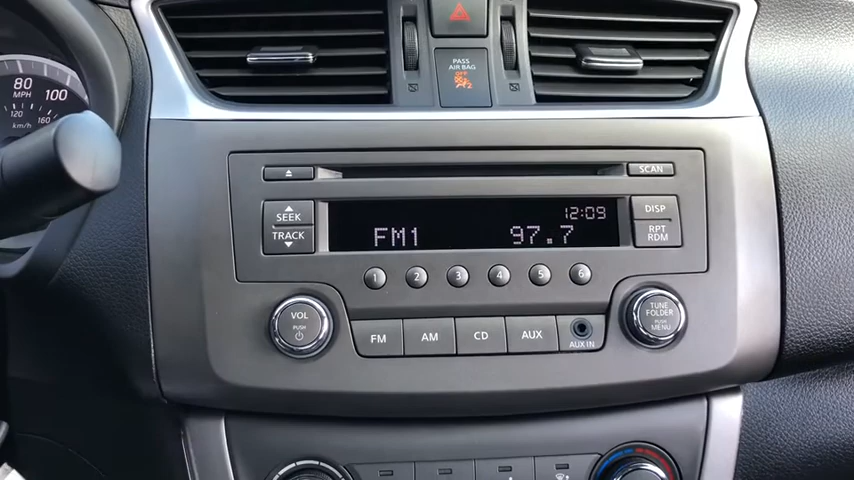 PASS
AIR BAG
OFF
2
80
MPH
100
120
160
km/h
SCAN
SEEK
TRACK
12:09
FM1 97.7
DISP
RPT
RDM
1 2 3 4 5 6
VOL
PUSH
TUNE
FOLDER
PUSH
MENU
FM AM CD AUX
AUX IN